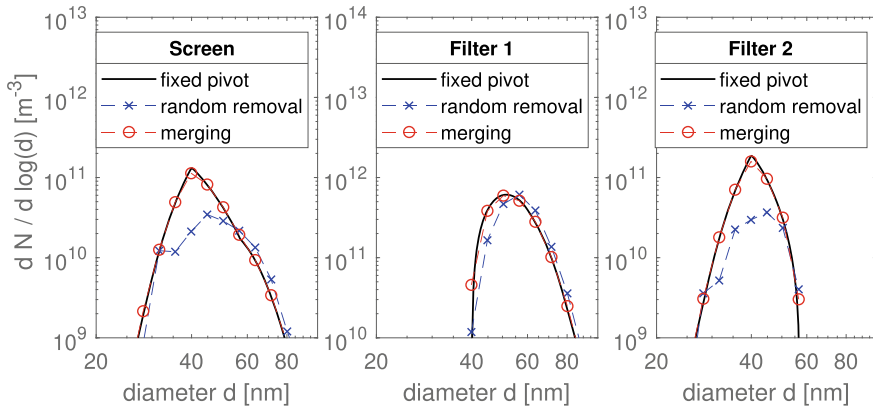 Screen
fixed pivot
random removal
merging
10^13
10^12
10^11
10^10
10^9
20
40
60
80
diameter d [nm]
d N / d log(d) [m^-3]
Filter 1
fixed pivot
random removal
merging
10^14
10^13
10^12
10^11
10^10
20
40
60
80
diameter d [nm]
Filter 2
fixed pivot
random removal
merging
10^13
10^12
10^11
10^10
10^9
20
40
60
80
diameter d [nm]